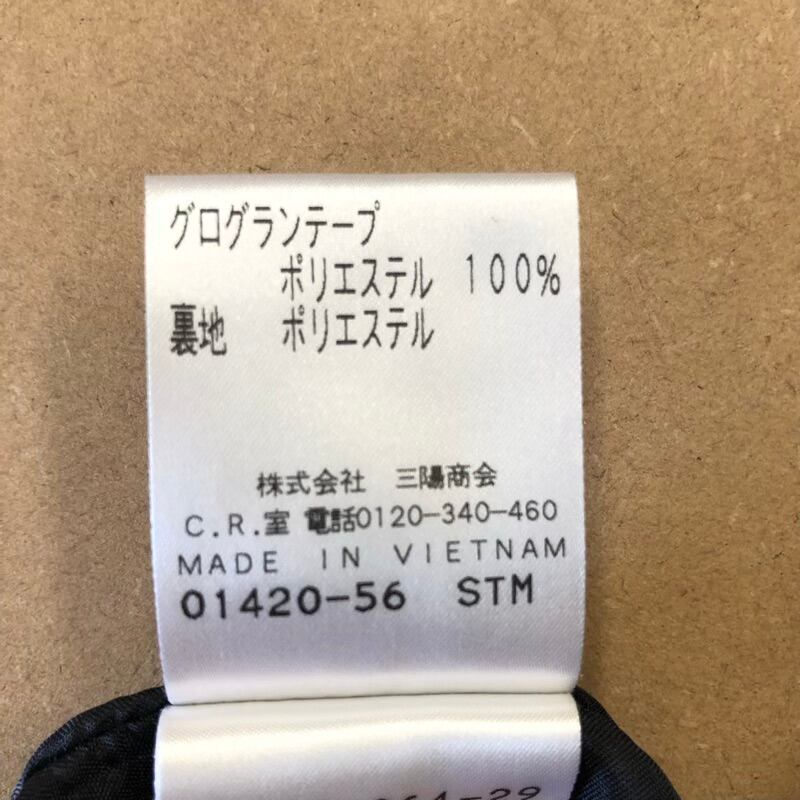 グログランテープ
ポリエステル 100%
裏地 ポリエステル
株式会社 三陽商会
C.R.室 電話0120-340-460
MADE IN VIETNAM
01420-56 STM